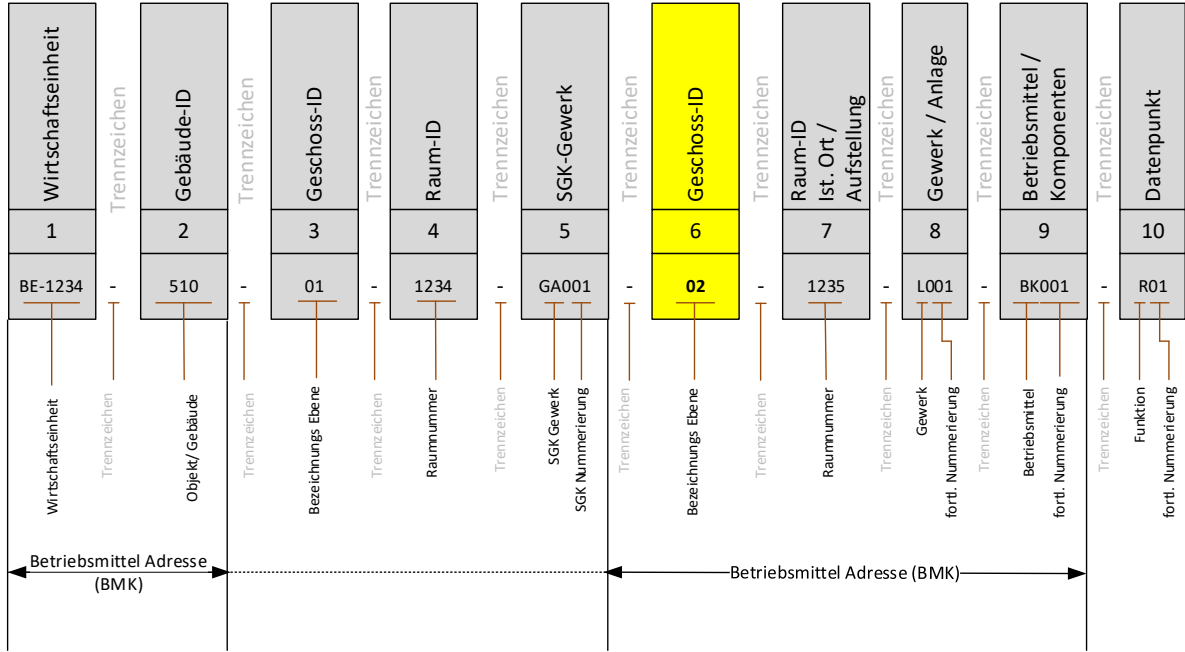 Wirtschaftseinheit
Trennzeichen
Gebäude-ID
Trennzeichen
Geschoss-ID
Trennzeichen
Raum-ID
Trennzeichen
SGK-Gewerk
Trennzeichen
Geschoss-ID
Trennzeichen
Raum-ID
Ist. Ort /
Aufstellung
Trennzeichen
Gewerk / Anlage
Trennzeichen
Betriebsmittel /
Komponenten
Trennzeichen
Datenpunkt
1 2 3 4 5 6 7 8 9 10
BE-1234 - 510 - 01 - 1234 - GA001 - 02 - 1235 - L001 - BK001 - R01
Wirtschaftseinheit
Trennzeichen
Objekt/ Gebäude
Trennzeichen
Bezeichnungs Ebene
Trennzeichen
Raumnummer
Trennzeichen
SGK Gewerk
SGK Nummerierung
Trennzeichen
Bezeichnungs Ebene
Trennzeichen
Raumnummer
Trennzeichen
Gewerk
fortl. Nummerierung
Trennzeichen
Betriebsmittel
fortl. Nummerierung
Trennzeichen
Funktion
fortl. Nummerierung
Betriebsmittel Adresse
(BMK)
Betriebsmittel Adresse (BMK)